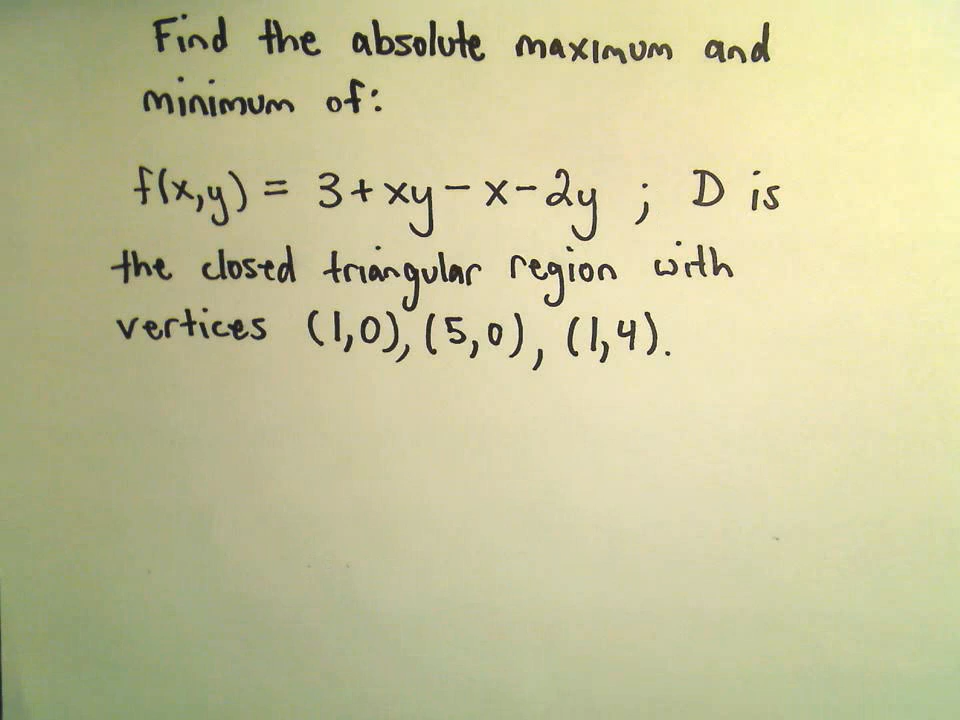 Find the absolute maximum and
minimum of:
f(x,y) = 3+xy-x-2y ; D is
the closed triangular region with
vertices (1,0), (5,0), (1,4).